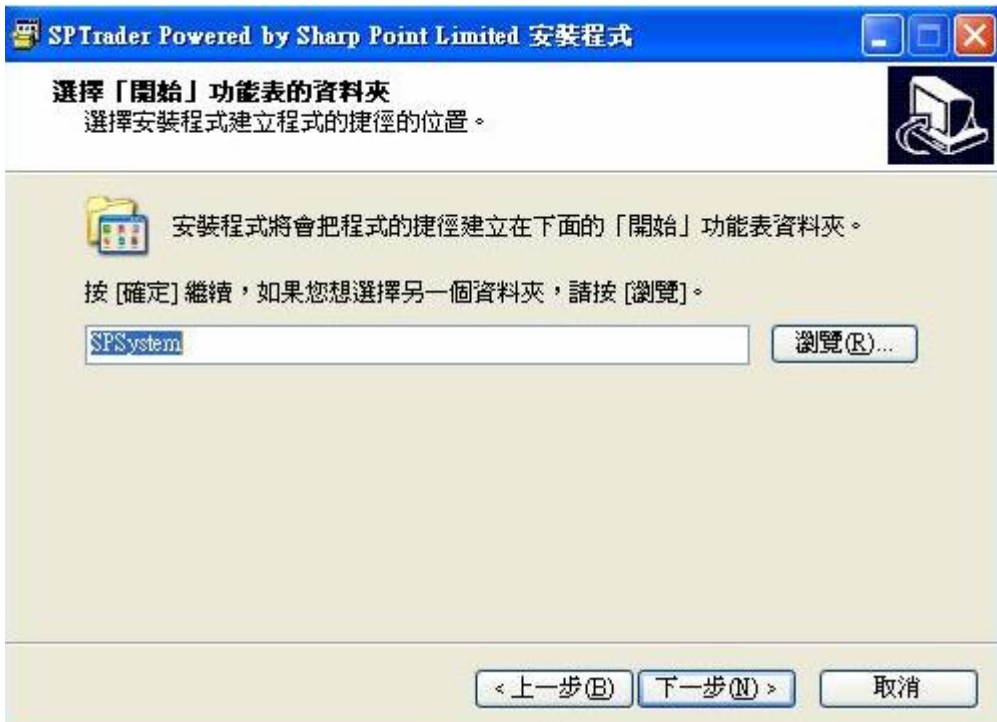 SPTrader Powered by Sharp Point Limited 安裝程式
選擇「開始」功能表的資料夾
選擇安裝程式建立程式的捷徑的位置。
安裝程式將會把程式的捷徑建立在下面的「開始」功能表資料夾。
按 [確定] 繼續，如果您想選擇另一個資料夾，請按 [瀏覽]。
SPSystem
瀏覽(R)...
<上一步(B)
下一步(N)>
取消